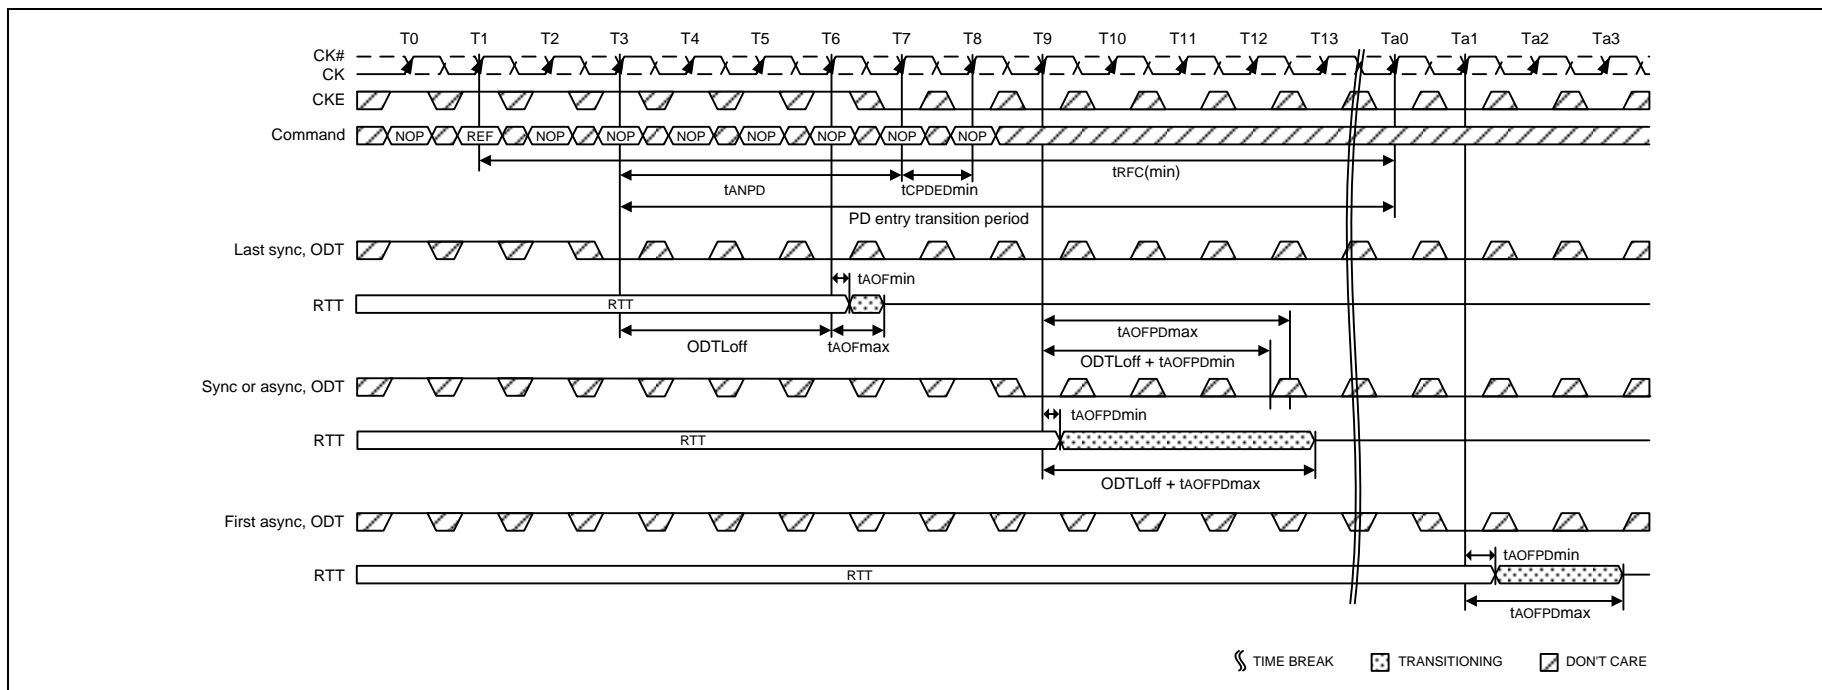 T0 T1 T2 T3 T4 T5 T6 T7 T8 T9 T10 T11 T12 T13 Ta0 Ta1 Ta2 Ta3
CK#
CK
CKE
Command NOP REF NOP NOP NOP NOP NOP NOP NOP
tRFC(min)
tANPD tCPDEDmin
PD entry transition period
Last sync, ODT
tAOFmin
RTT RTT
tAOFPDmax
ODTLoff tAOFmax
ODTLoff + tAOFPDmin
Sync or async, ODT
tAOFPDmin
RTT RTT
ODTLoff + tAOFPDmax
First async, ODT
tAOFPDmin
RTT RTT
tAOFPDmax
TIME BREAK TRANSITIONING DON'T CARE